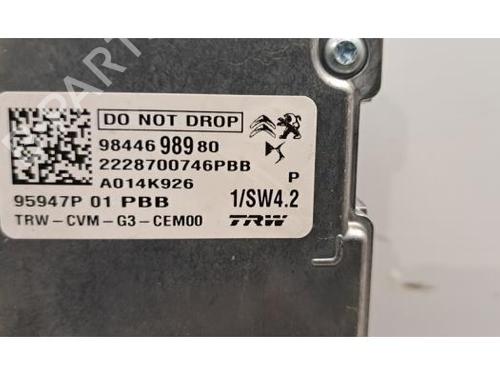 DO NOT DROP
98446 989 80
2228700746PBB
A014K926
P
95947P 01 PBB
1/SW4.2
TRW-CVM-G3-CEM00
TRW